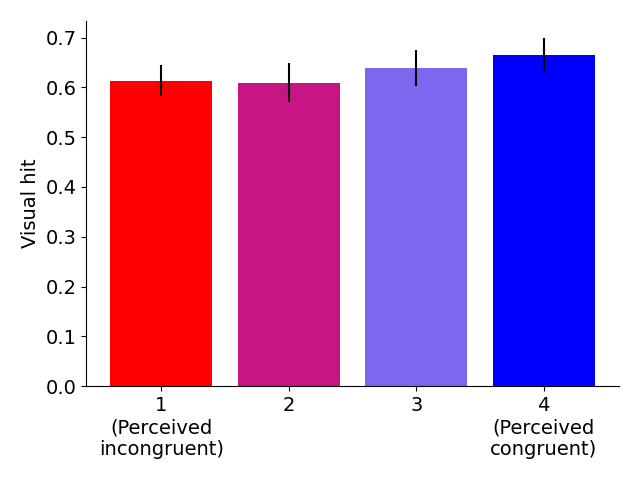 0.7
0.6
0.5
0.4
0.3
0.2
0.1
0.0
Visual hit
1
(Perceived
incongruent)
2
3
4
(Perceived
congruent)